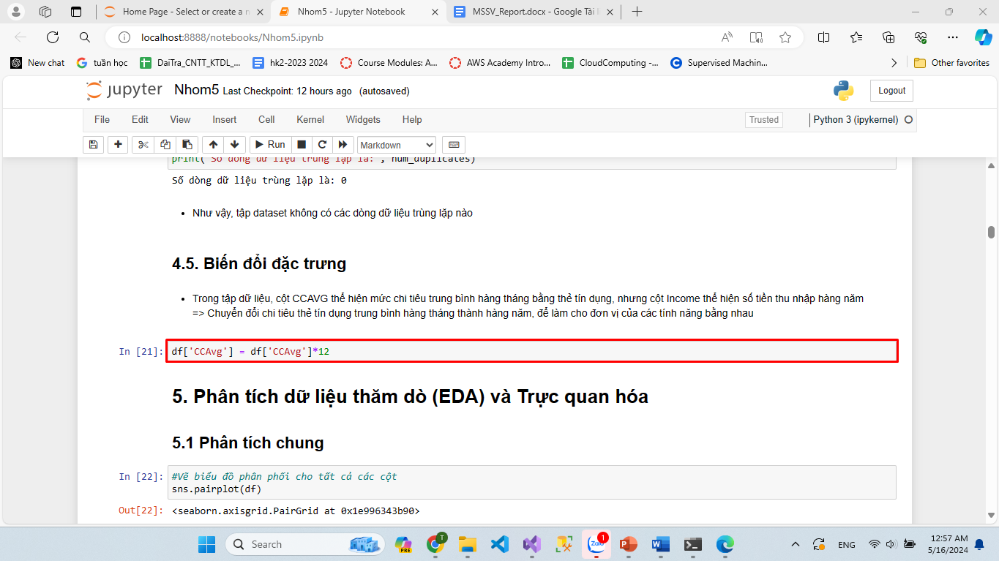 Home Page - Select or create a n
Nhom5 - Jupyter Notebook
MSSV_Report.docx - Google Tài l
localhost:8888/notebooks/Nhom5.ipynb
New chat
tuần học
DaiTra_CNTT_KTDL_...
hk2-2023 2024
Course Modules: A...
AWS Academy Intro...
CloudComputing -...
Supervised Machin...
Other favorites
jupyter Nhom5 Last Checkpoint: 12 hours ago (autosaved)
Logout
File Edit View Insert Cell Kernel Widgets Help
Trusted
Python 3 (ipykernel)
Run
Markdown
print('Số dòng dữ liệu trùng lặp là:', num_duplicates)
Số dòng dữ liệu trùng lặp là: 0
• Như vậy, tập dataset không có các dòng dữ liệu trùng lặp nào
4.5. Biến đổi đặc trưng
• Trong tập dữ liệu, cột CCAVG thể hiện mức chi tiêu trung bình hàng tháng bằng thẻ tín dụng, nhưng cột Income thể hiện số tiền thu nhập hàng năm
=> Chuyển đổi chi tiêu thẻ tín dụng trung bình hàng tháng thành hàng năm, để làm cho đơn vị của các tính năng bằng nhau
In [21]: df['CCAvg'] = df['CCAvg']*12
5. Phân tích dữ liệu thăm dò (EDA) và Trực quan hóa
5.1 Phân tích chung
In [22]: #Vẽ biểu đồ phân phối cho tất cả các cột
sns.pairplot(df)
Out[22]: <seaborn.axisgrid.PairGrid at 0x1e996343b90>
Search
PRE
T
Zalo
1
ENG
12:57 AM
5/16/2024